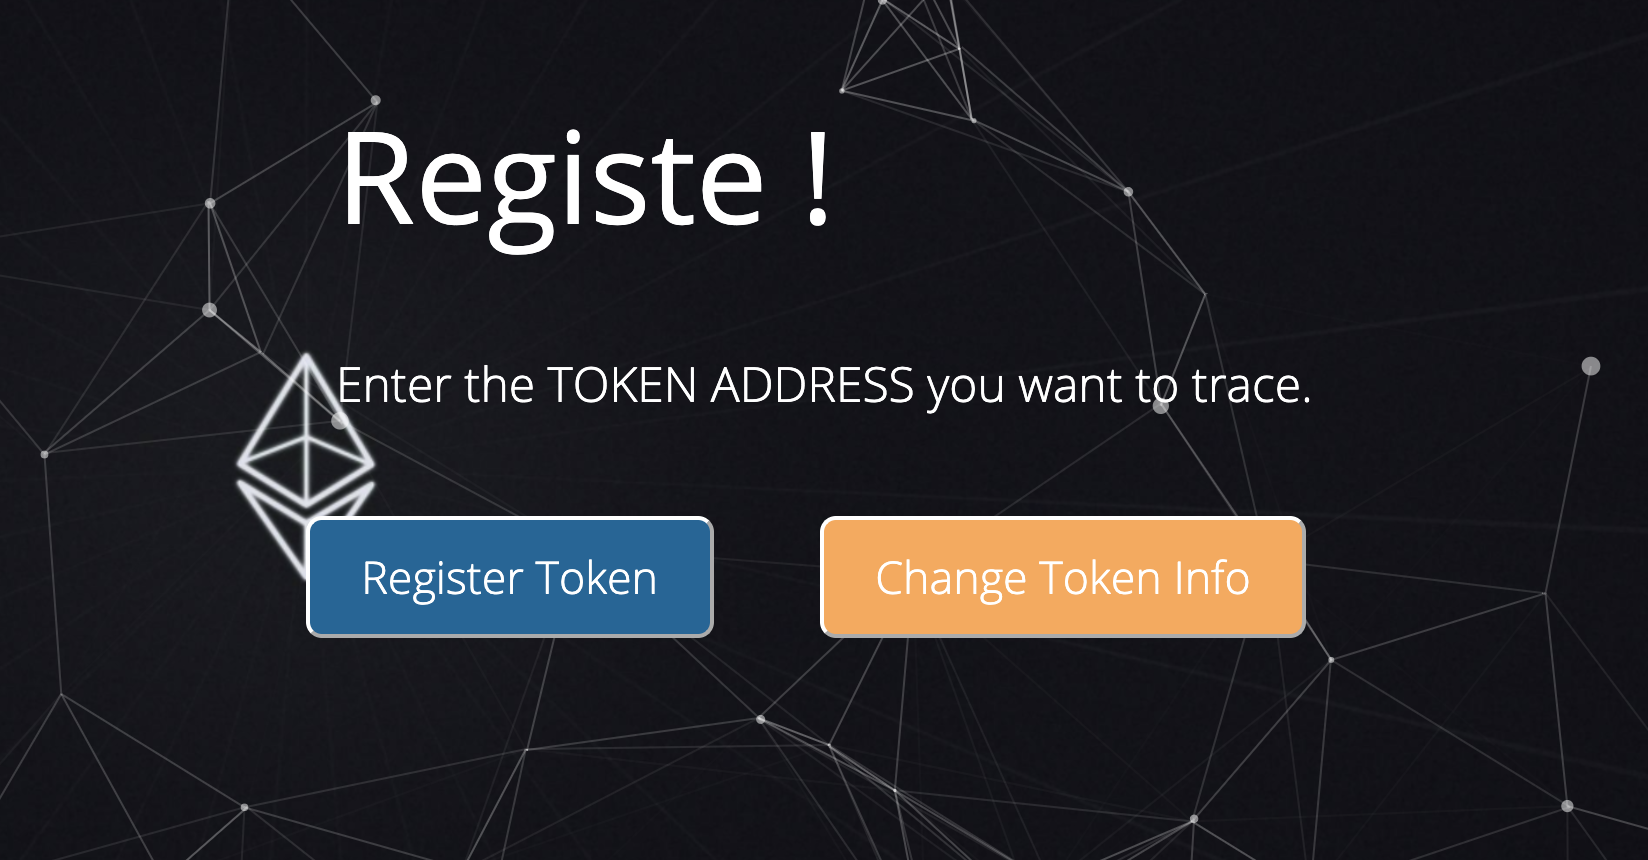 Registe !
Enter the TOKEN ADDRESS you want to trace.
Register Token
Change Token Info